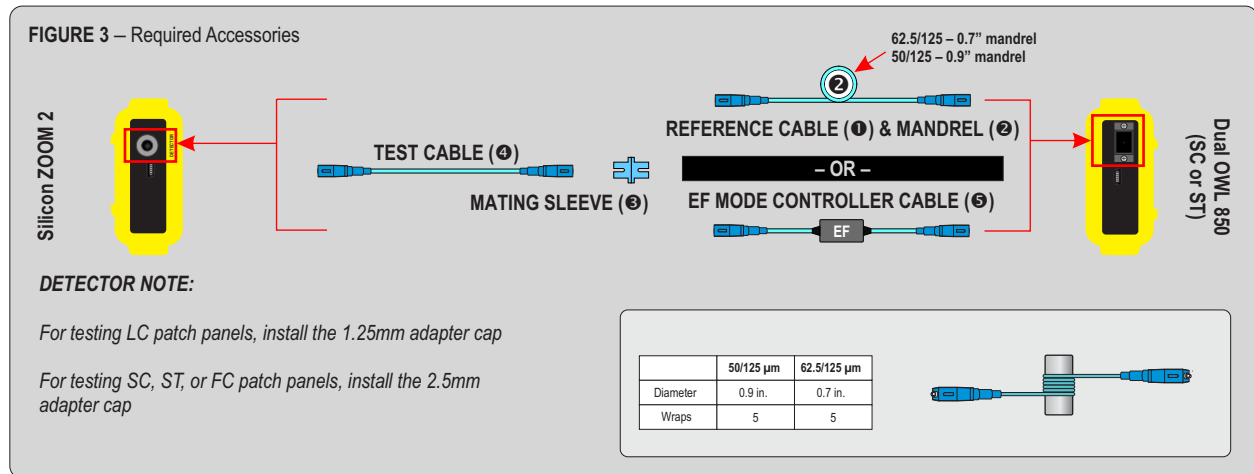 FIGURE 3 – Required Accessories
62.5/125 – 0.7” mandrel
50/125 – 0.9” mandrel
❷
Silicon ZOOM 2
DETECTOR
REFERENCE CABLE (❶) & MANDREL (❷)
TEST CABLE (❹)
– OR –
MATING SLEEVE (❸)
EF MODE CONTROLLER CABLE (❺)
EF
Dual OWL 850
(SC or ST)
DETECTOR NOTE:
For testing LC patch panels, install the 1.25mm adapter cap
For testing SC, ST, or FC patch panels, install the 2.5mm
adapter cap
50/125 µm 62.5/125 µm
Diameter 0.9 in. 0.7 in.
Wraps 5 5